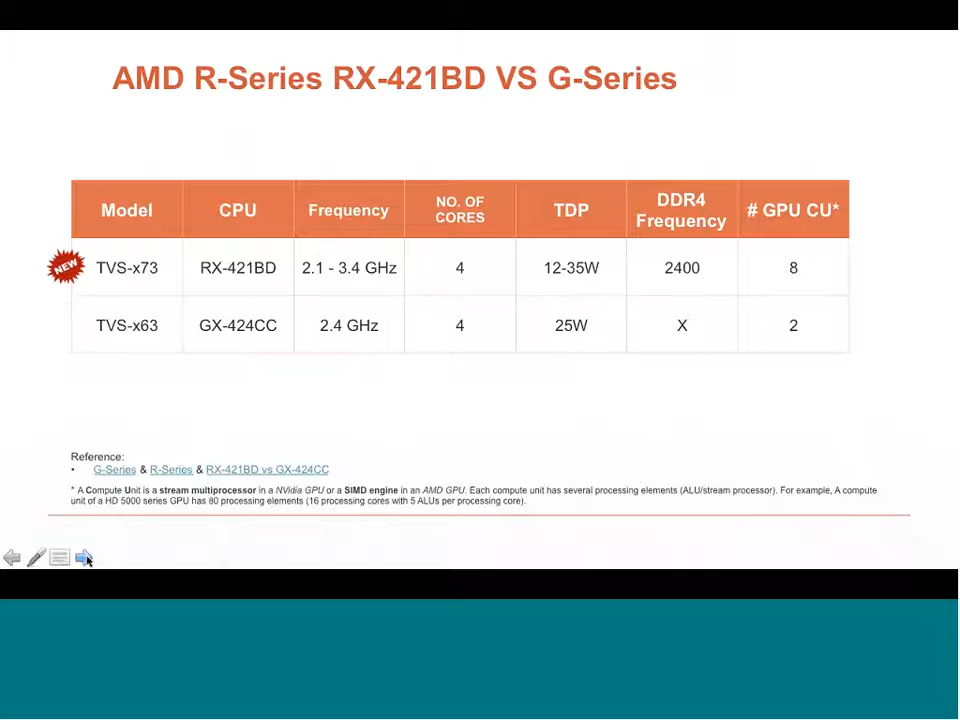 AMD R-Series RX-421BD VS G-Series
Model CPU Frequency NO. OF CORES TDP DDR4 Frequency # GPU CU*
NEW TVS-x73 RX-421BD 2.1 - 3.4 GHz 4 12-35W 2400 8
TVS-x63 GX-424CC 2.4 GHz 4 25W X 2
Reference:
• G-Series & R-Series & RX-421BD vs GX-424CC
* A Compute Unit is a stream multiprocessor in a NVidia GPU or a SIMD engine in an AMD GPU. Each compute unit has several processing elements (ALU/stream processor). For example, A compute
unit of a HD 5000 series GPU has 80 processing elements (16 processing cores with 5 ALUs per processing core).